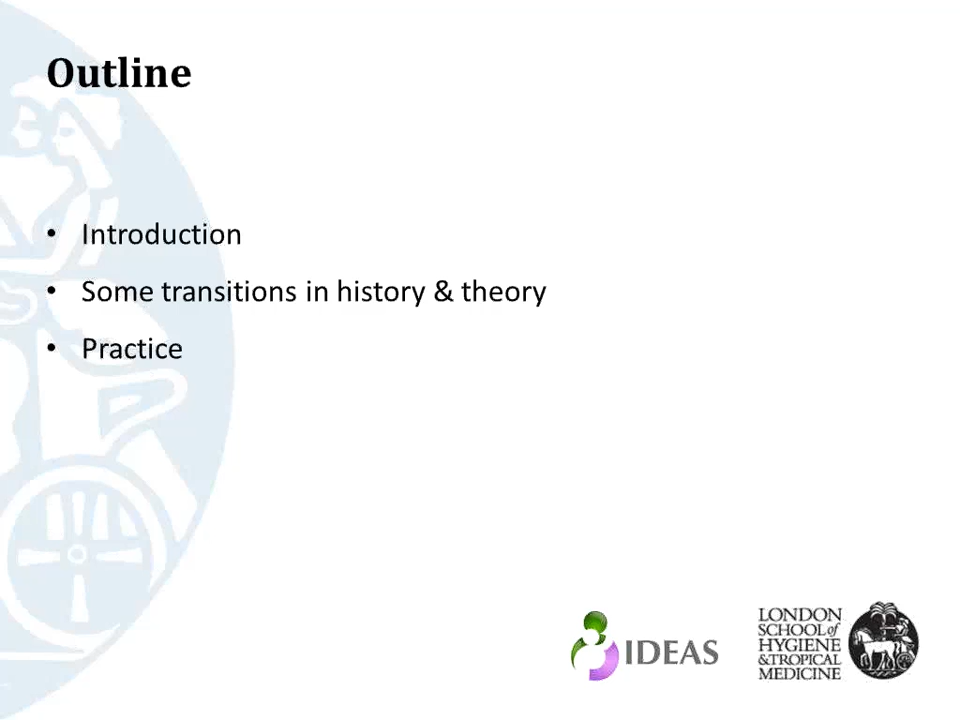 Outline
• Introduction
• Some transitions in history & theory
• Practice
IDEAS
LONDON
SCHOOL of
HYGIENE
& TROPICAL
MEDICINE